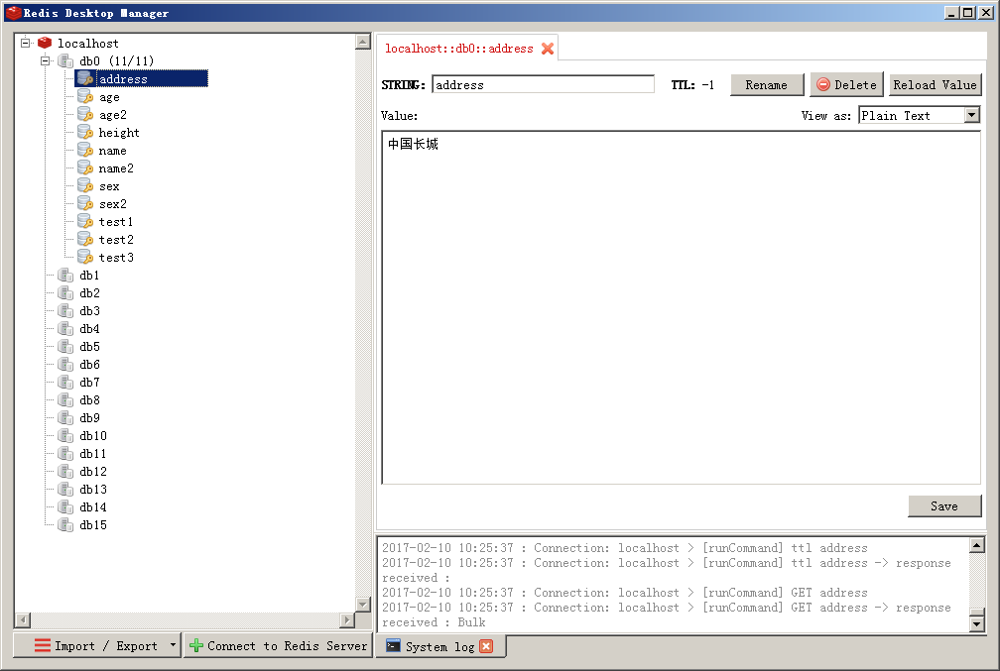 Redis Desktop Manager
localhost
db0 (11/11)
address
age
age2
height
name
name2
sex
sex2
test1
test2
test3
db1
db2
db3
db4
db5
db6
db7
db8
db9
db10
db11
db12
db13
db14
db15
Import / Export
Connect to Redis Server
localhost::db0::address
STRING: address TTL: -1 Rename Delete Reload Value
Value: View as: Plain Text
中国长城
Save
2017-02-10 10:25:37 : Connection: localhost > [runCommand] ttl address
2017-02-10 10:25:37 : Connection: localhost > [runCommand] ttl address -> response
received :
2017-02-10 10:25:37 : Connection: localhost > [runCommand] GET address
2017-02-10 10:25:37 : Connection: localhost > [runCommand] GET address -> response
received : Bulk
System log